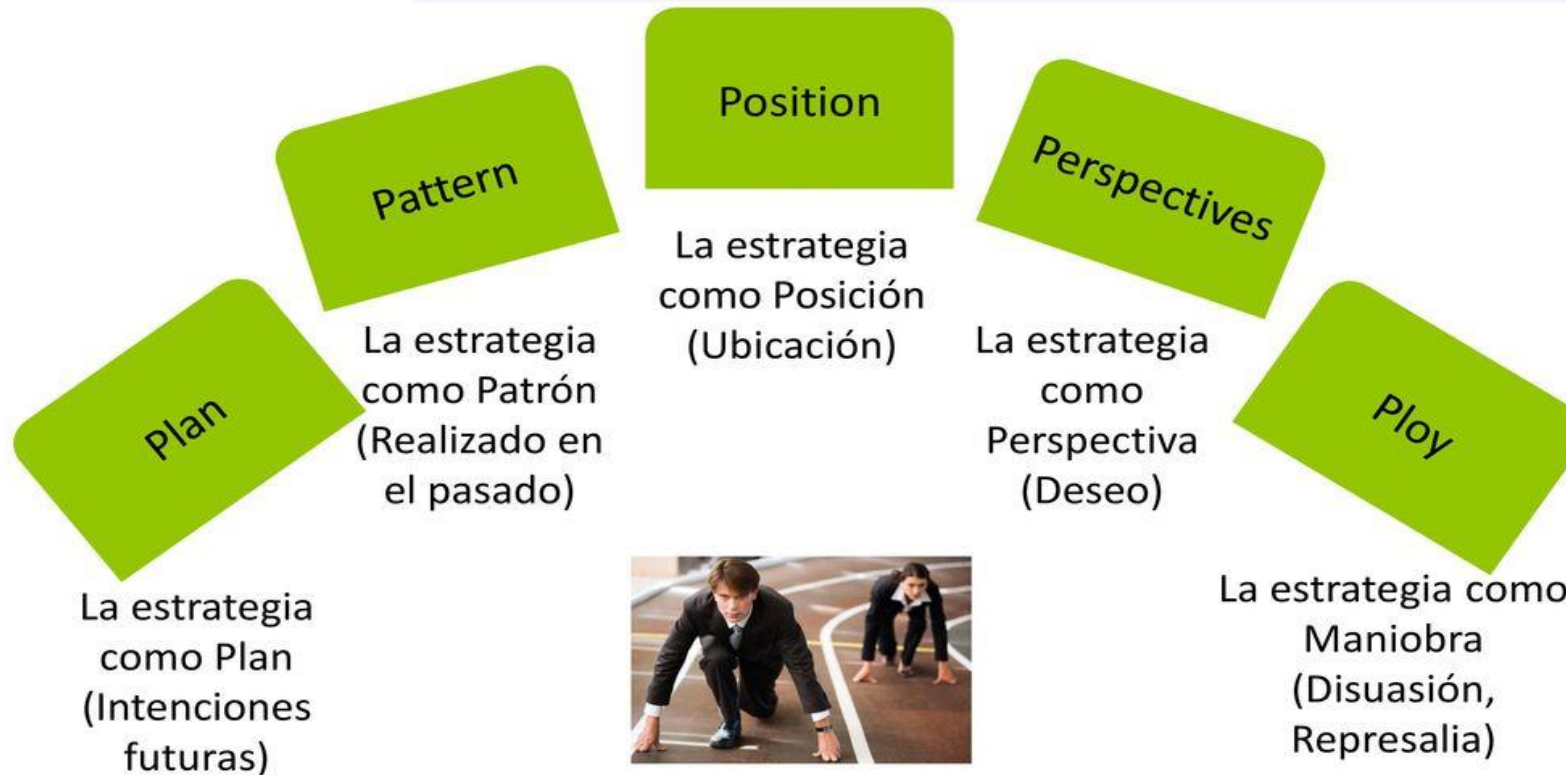 Plan
La estrategia
como Plan
(Intenciones
futuras)
Pattern
La estrategia
como Patrón
(Realizado en
el pasado)
Position
La estrategia
como Posición
(Ubicación)
Perspectives
La estrategia
como
Perspectiva
(Deseo)
Ploy
La estrategia como
Maniobra
(Disuasión,
Represalia)